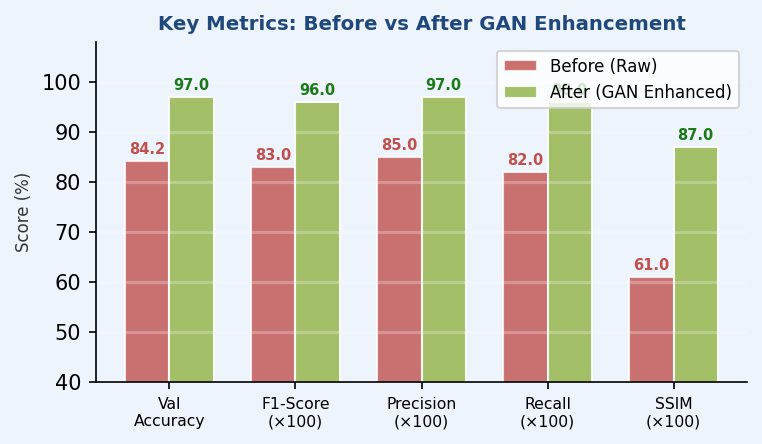 Key Metrics: Before vs After GAN Enhancement
Before (Raw)
After (GAN Enhanced)
Score (%)
100
90
80
70
60
50
40
84.2
97.0
83.0
96.0
85.0
97.0
82.0
61.0
87.0
Val
Accuracy
F1-Score
(×100)
Precision
(×100)
Recall
(×100)
SSIM
(×100)